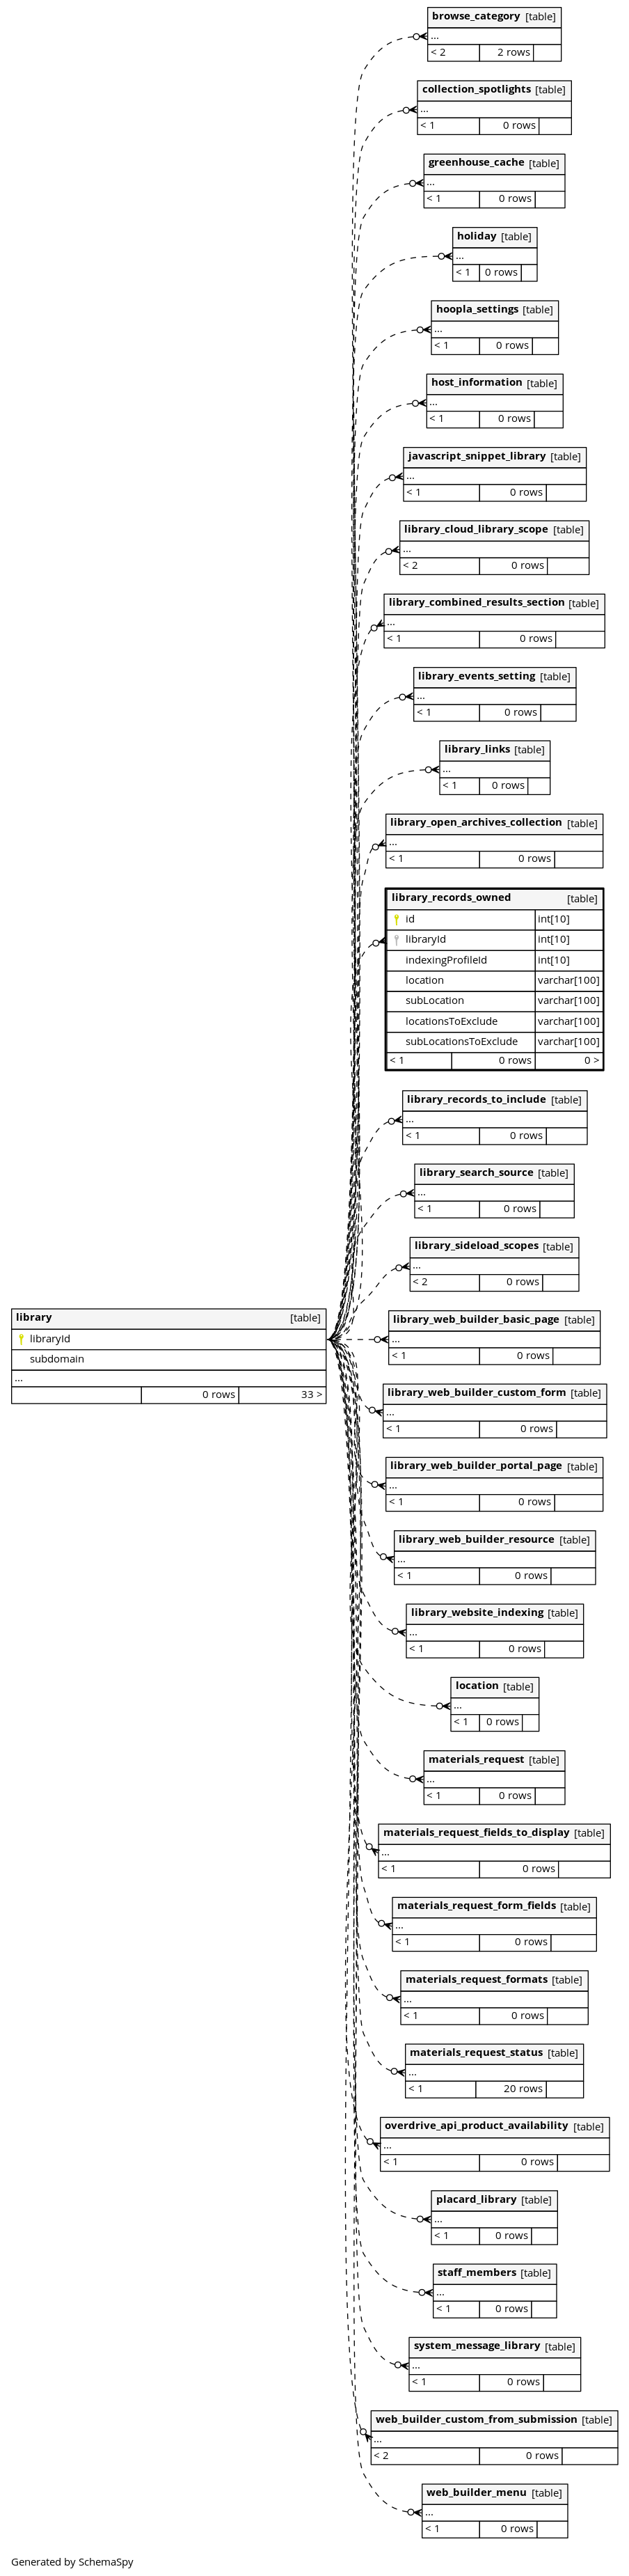 browse_category [table]
...
< 2 2 rows
collection_spotlights [table]
...
< 1 0 rows
greenhouse_cache [table]
...
< 1 0 rows
holiday [table]
...
< 1 0 rows
hoopla_settings [table]
...
< 1 0 rows
host_information [table]
...
< 1 0 rows
javascript_snippet_library [table]
...
< 1 0 rows
library_cloud_library_scope [table]
...
< 2 0 rows
library_combined_results_section [table]
...
< 1 0 rows
library_events_setting [table]
...
< 1 0 rows
library_links [table]
...
< 1 0 rows
library_open_archives_collection [table]
...
< 1 0 rows
library_records_owned [table]
id int[10]
libraryId int[10]
indexingProfileId int[10]
location varchar[100]
subLocation varchar[100]
locationsToExclude varchar[100]
subLocationsToExclude varchar[100]
< 1 0 rows 0 >
library_records_to_include [table]
...
< 1 0 rows
library_search_source [table]
...
< 1 0 rows
library_sideload_scopes [table]
...
< 2 0 rows
library [table]
libraryId
subdomain
...
0 rows 33 >
library_web_builder_basic_page [table]
...
< 1 0 rows
library_web_builder_custom_form [table]
...
< 1 0 rows
library_web_builder_portal_page [table]
...
< 1 0 rows
library_web_builder_resource [table]
...
< 1 0 rows
library_website_indexing [table]
...
< 1 0 rows
location [table]
...
< 1 0 rows
materials_request [table]
...
< 1 0 rows
materials_request_fields_to_display [table]
...
< 1 0 rows
materials_request_form_fields [table]
...
< 1 0 rows
materials_request_formats [table]
...
< 1 0 rows
materials_request_status [table]
...
< 1 20 rows
overdrive_api_product_availability [table]
...
< 1 0 rows
placard_library [table]
...
< 1 0 rows
staff_members [table]
...
< 1 0 rows
system_message_library [table]
...
< 1 0 rows
web_builder_custom_from_submission [table]
...
< 2 0 rows
web_builder_menu [table]
...
< 1 0 rows
Generated by SchemaSpy